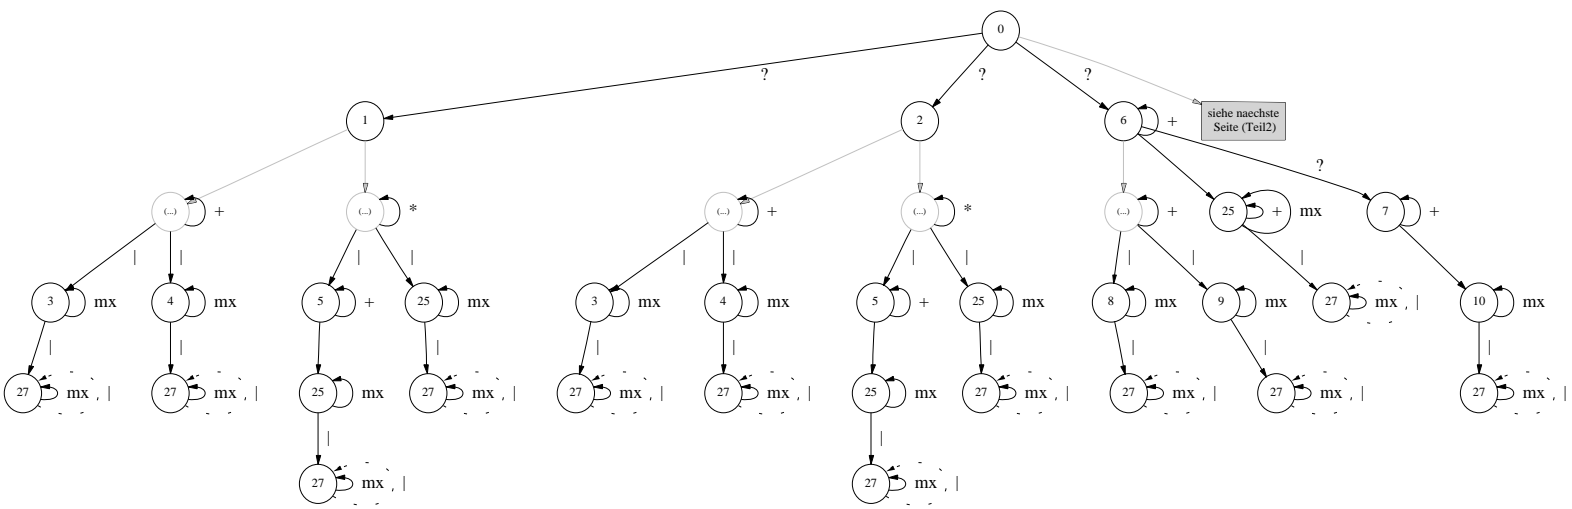 0
? ? ?
1 2 6 + siehe naechste
Seite (Teil2)
?
(...) + (...) * (...) + (...) * (...) + 25 + mx 7 +
| | | | | | | | | | |
3 mx 4 mx 5 + 25 mx 3 mx 4 mx 5 + 25 mx 8 mx 9 mx 27 mx , | 10 mx
| | | | | | | | |
27 mx , | 27 mx , | 25 mx 27 mx , | 27 mx , | 27 mx , | 25 mx 27 mx , | 27 mx , | 27 mx , | 27 mx , |
| |
27 mx , | 27 mx , |